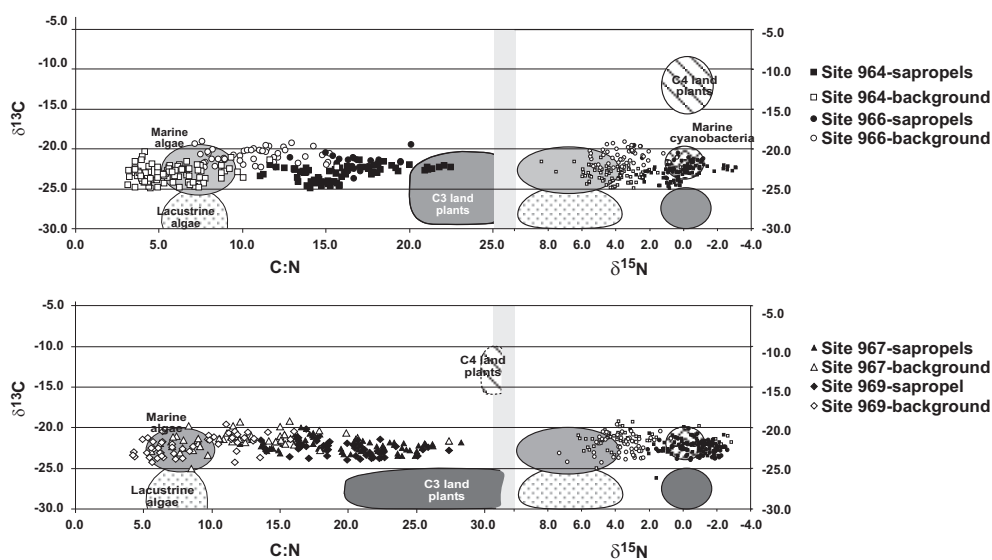 -5.0
-10.0
-15.0
-20.0
-25.0
-30.0
δ13C
0.0 5.0 10.0 15.0 20.0 25.0
C:N
8.0 6.0 4.0 2.0 0.0 -2.0 -4.0
δ15N
-5.0
-10.0
-15.0
-20.0
-25.0
-30.0
Marine
algae
Lacustrine
algae
C3 land
plants
C4 land
plants
Marine
cyanobacteria
Site 964-sapropels
Site 964-background
Site 966-sapropels
Site 966-background
-5.0
-10.0
-15.0
-20.0
-25.0
-30.0
δ13C
0.0 5.0 10.0 15.0 20.0 25.0 30.0
C:N
8.0 6.0 4.0 2.0 0.0 -2.0 -4.0
δ15N
-5.0
-10.0
-15.0
-20.0
-25.0
-30.0
Marine
algae
Lacustrine
algae
C3 land
plants
C4 land
plants
Site 967-sapropels
Site 967-background
Site 969-sapropel
Site 969-background